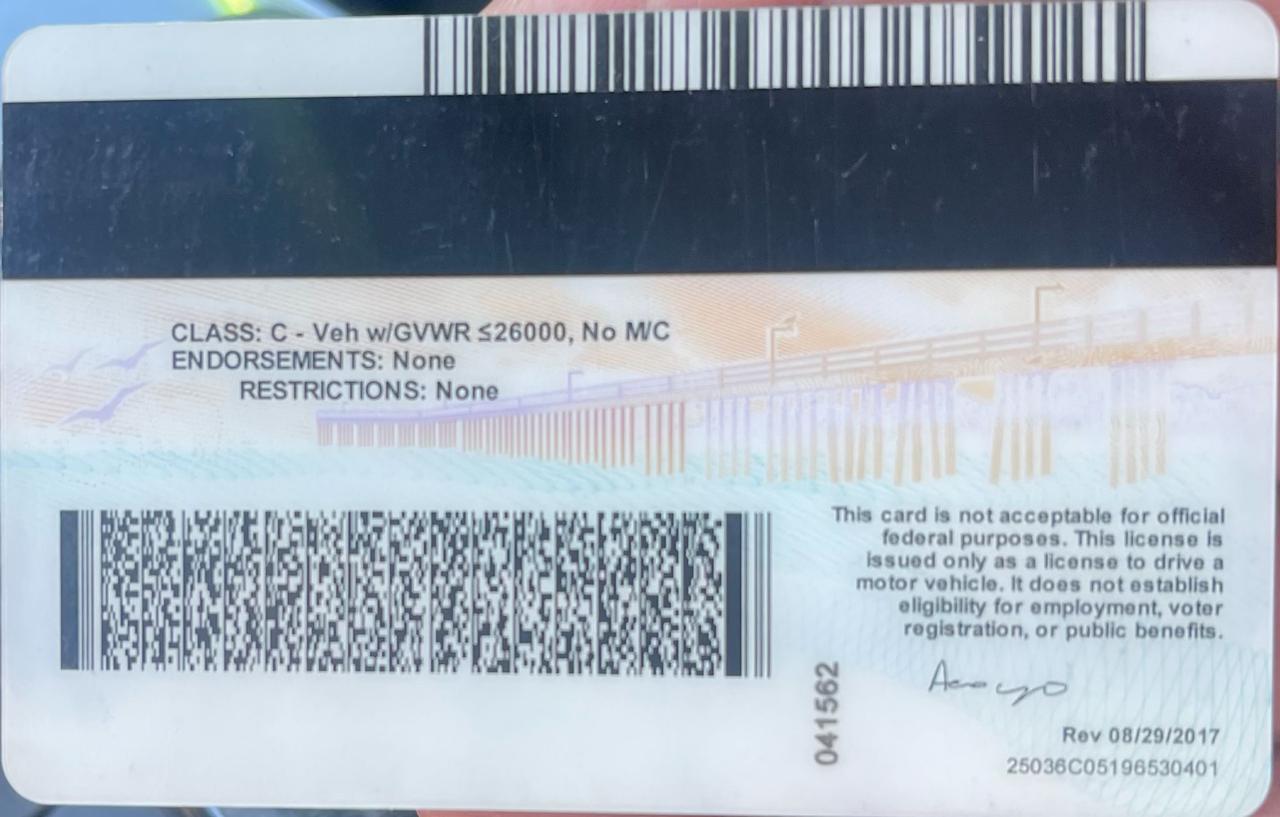 CLASS: C - Veh w/GVWR ≤26000, No M/C
ENDORSEMENTS: None
RESTRICTIONS: None
This card is not acceptable for official
federal purposes. This license is
issued only as a license to drive a
motor vehicle. It does not establish
eligibility for employment, voter
registration, or public benefits.
Rev 08/29/2017
25036C05196530401
041562